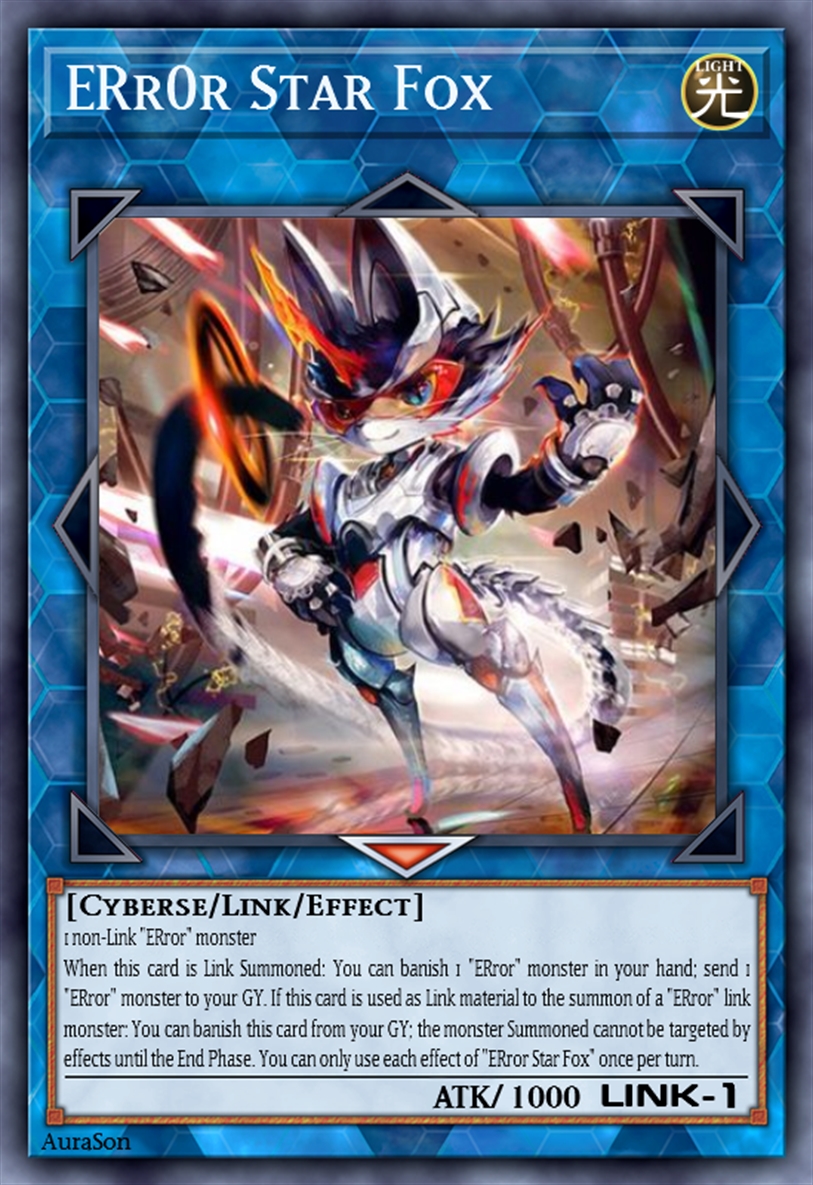 ERr0r Star Fox
LIGHT
光
[Cyberse/Link/Effect]
1 non-Link "ERror" monster
When this card is Link Summoned: You can banish 1 "ERror" monster in your hand; send 1
"ERror" monster to your GY. If this card is used as Link material to the summon of a "ERror" link
monster: You can banish this card from your GY; the monster Summoned cannot be targeted by
effects until the End Phase. You can only use each effect of "ERror Star Fox" once per turn.
ATK/ 1000 LINK-1
AuraSon